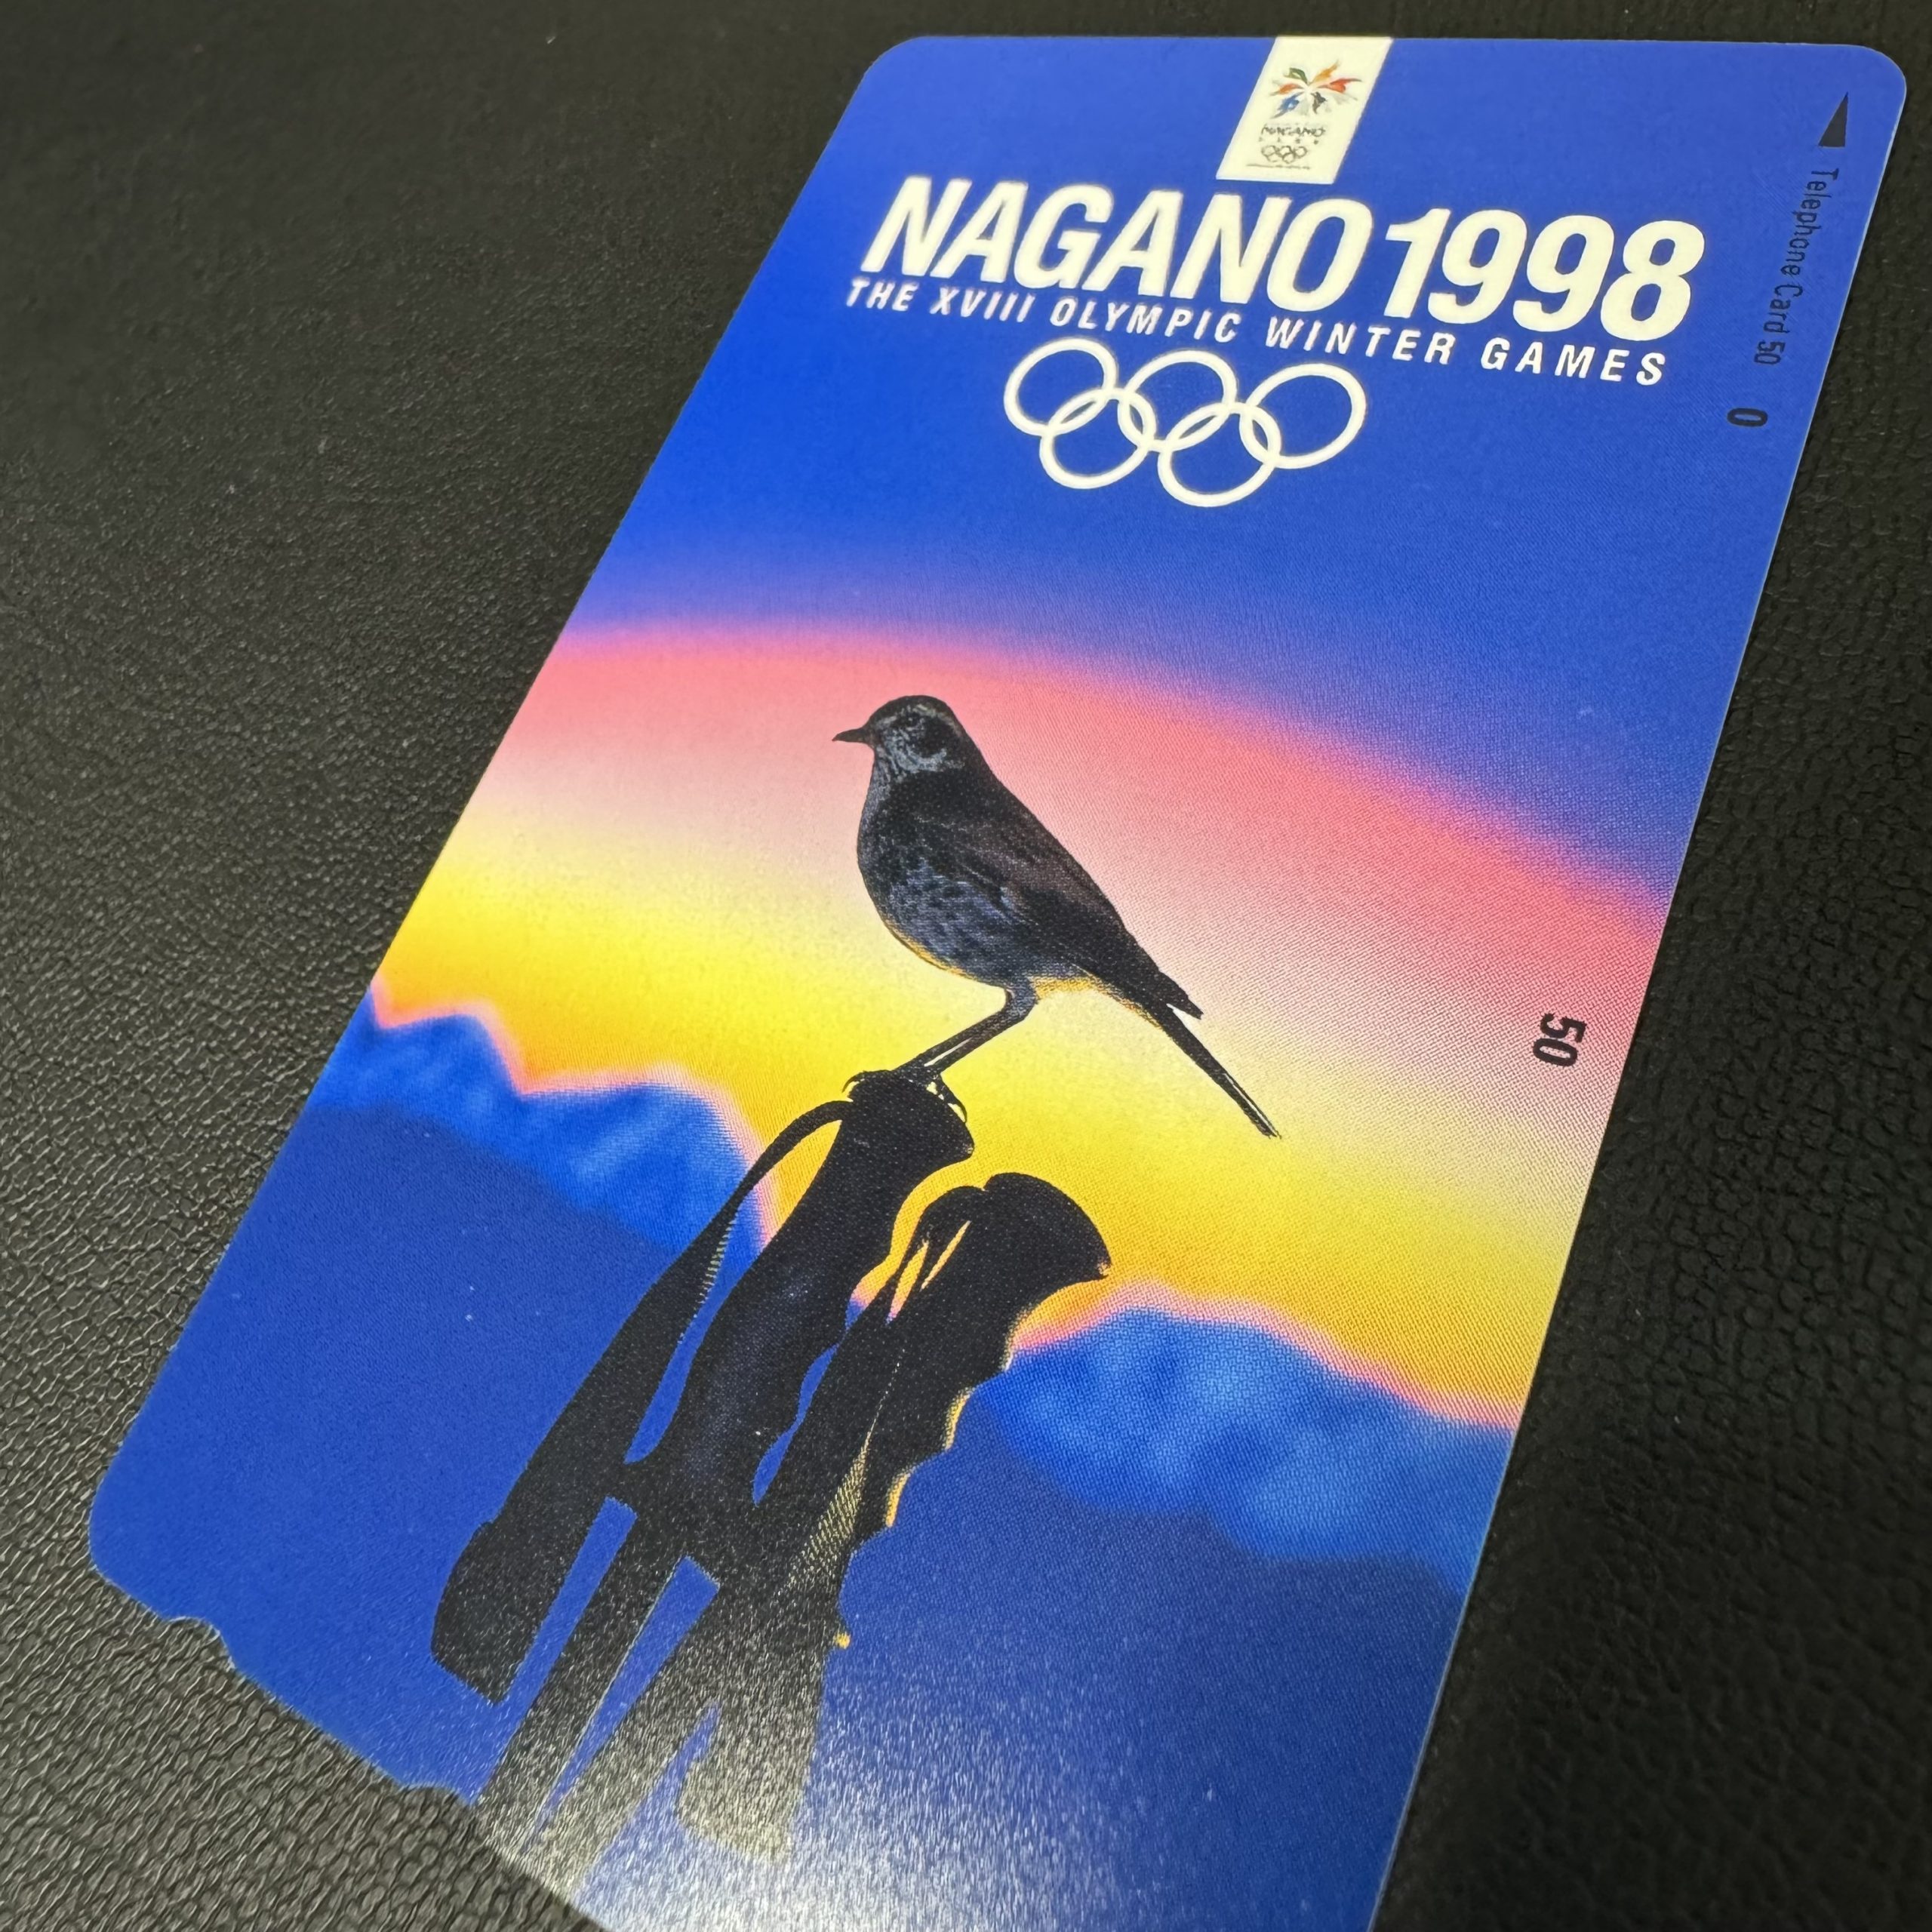 NAGANO
NAGANO 1998
THE XVIII OLYMPIC WINTER GAMES
Telephone Card 50
0
50